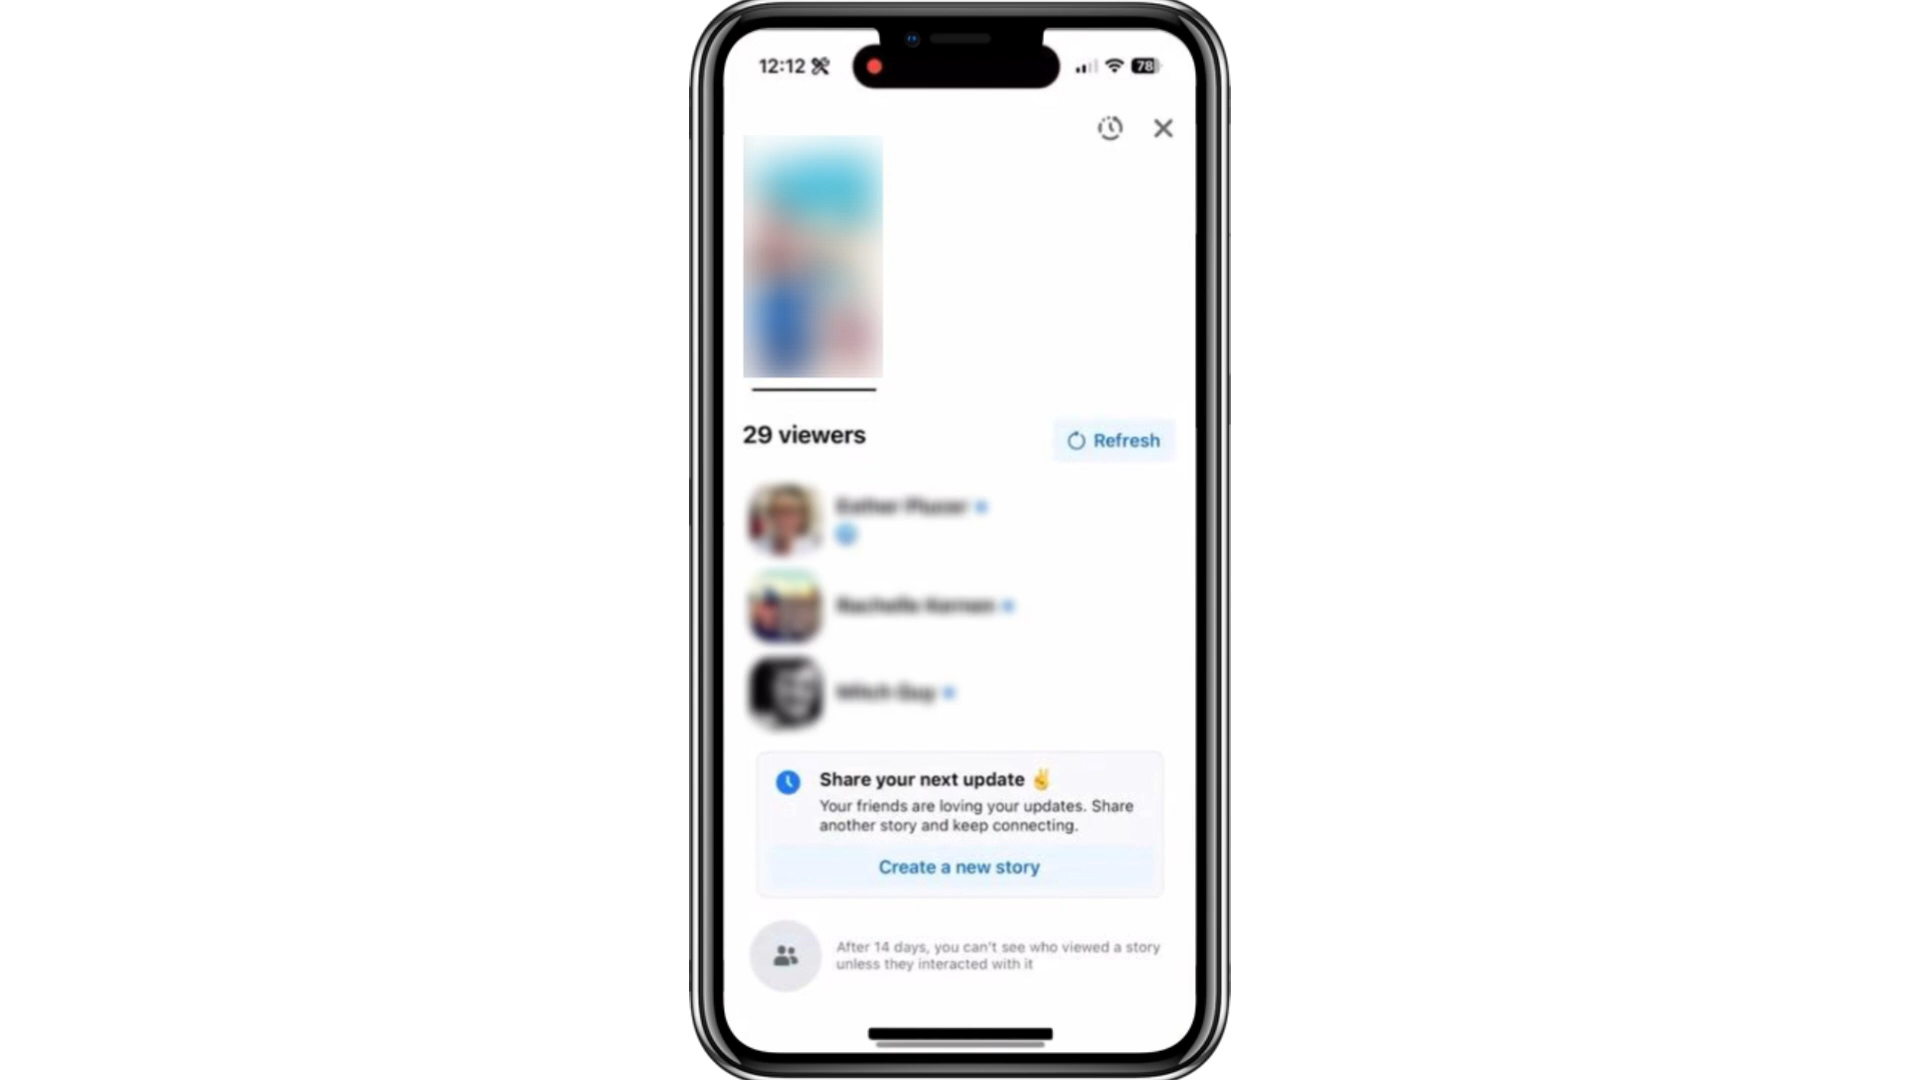 12:12
78
29 viewers
Refresh
Share your next update ✌️
Your friends are loving your updates. Share
another story and keep connecting.
Create a new story
After 14 days, you can't see who viewed a story
unless they interacted with it